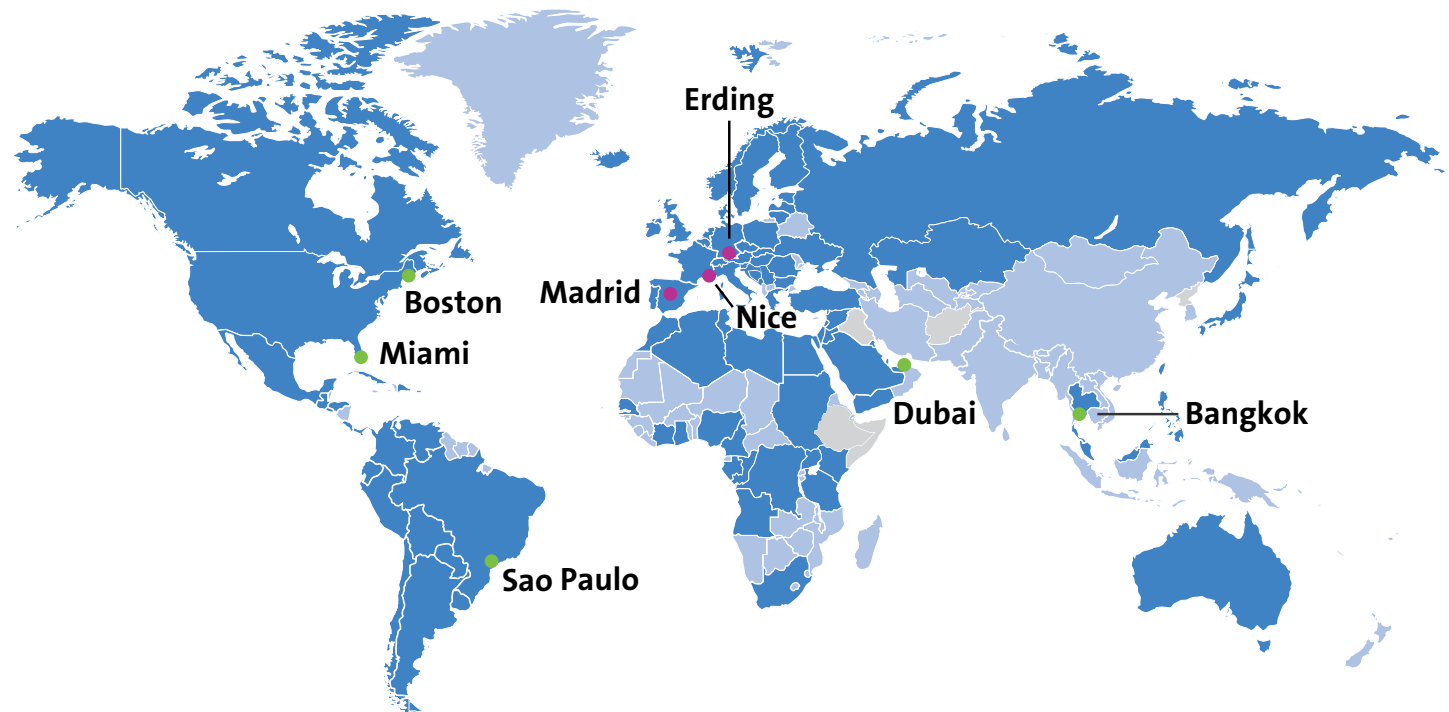 Erding
Madrid
Nice
Boston
Miami
Dubai
Bangkok
Sao Paulo